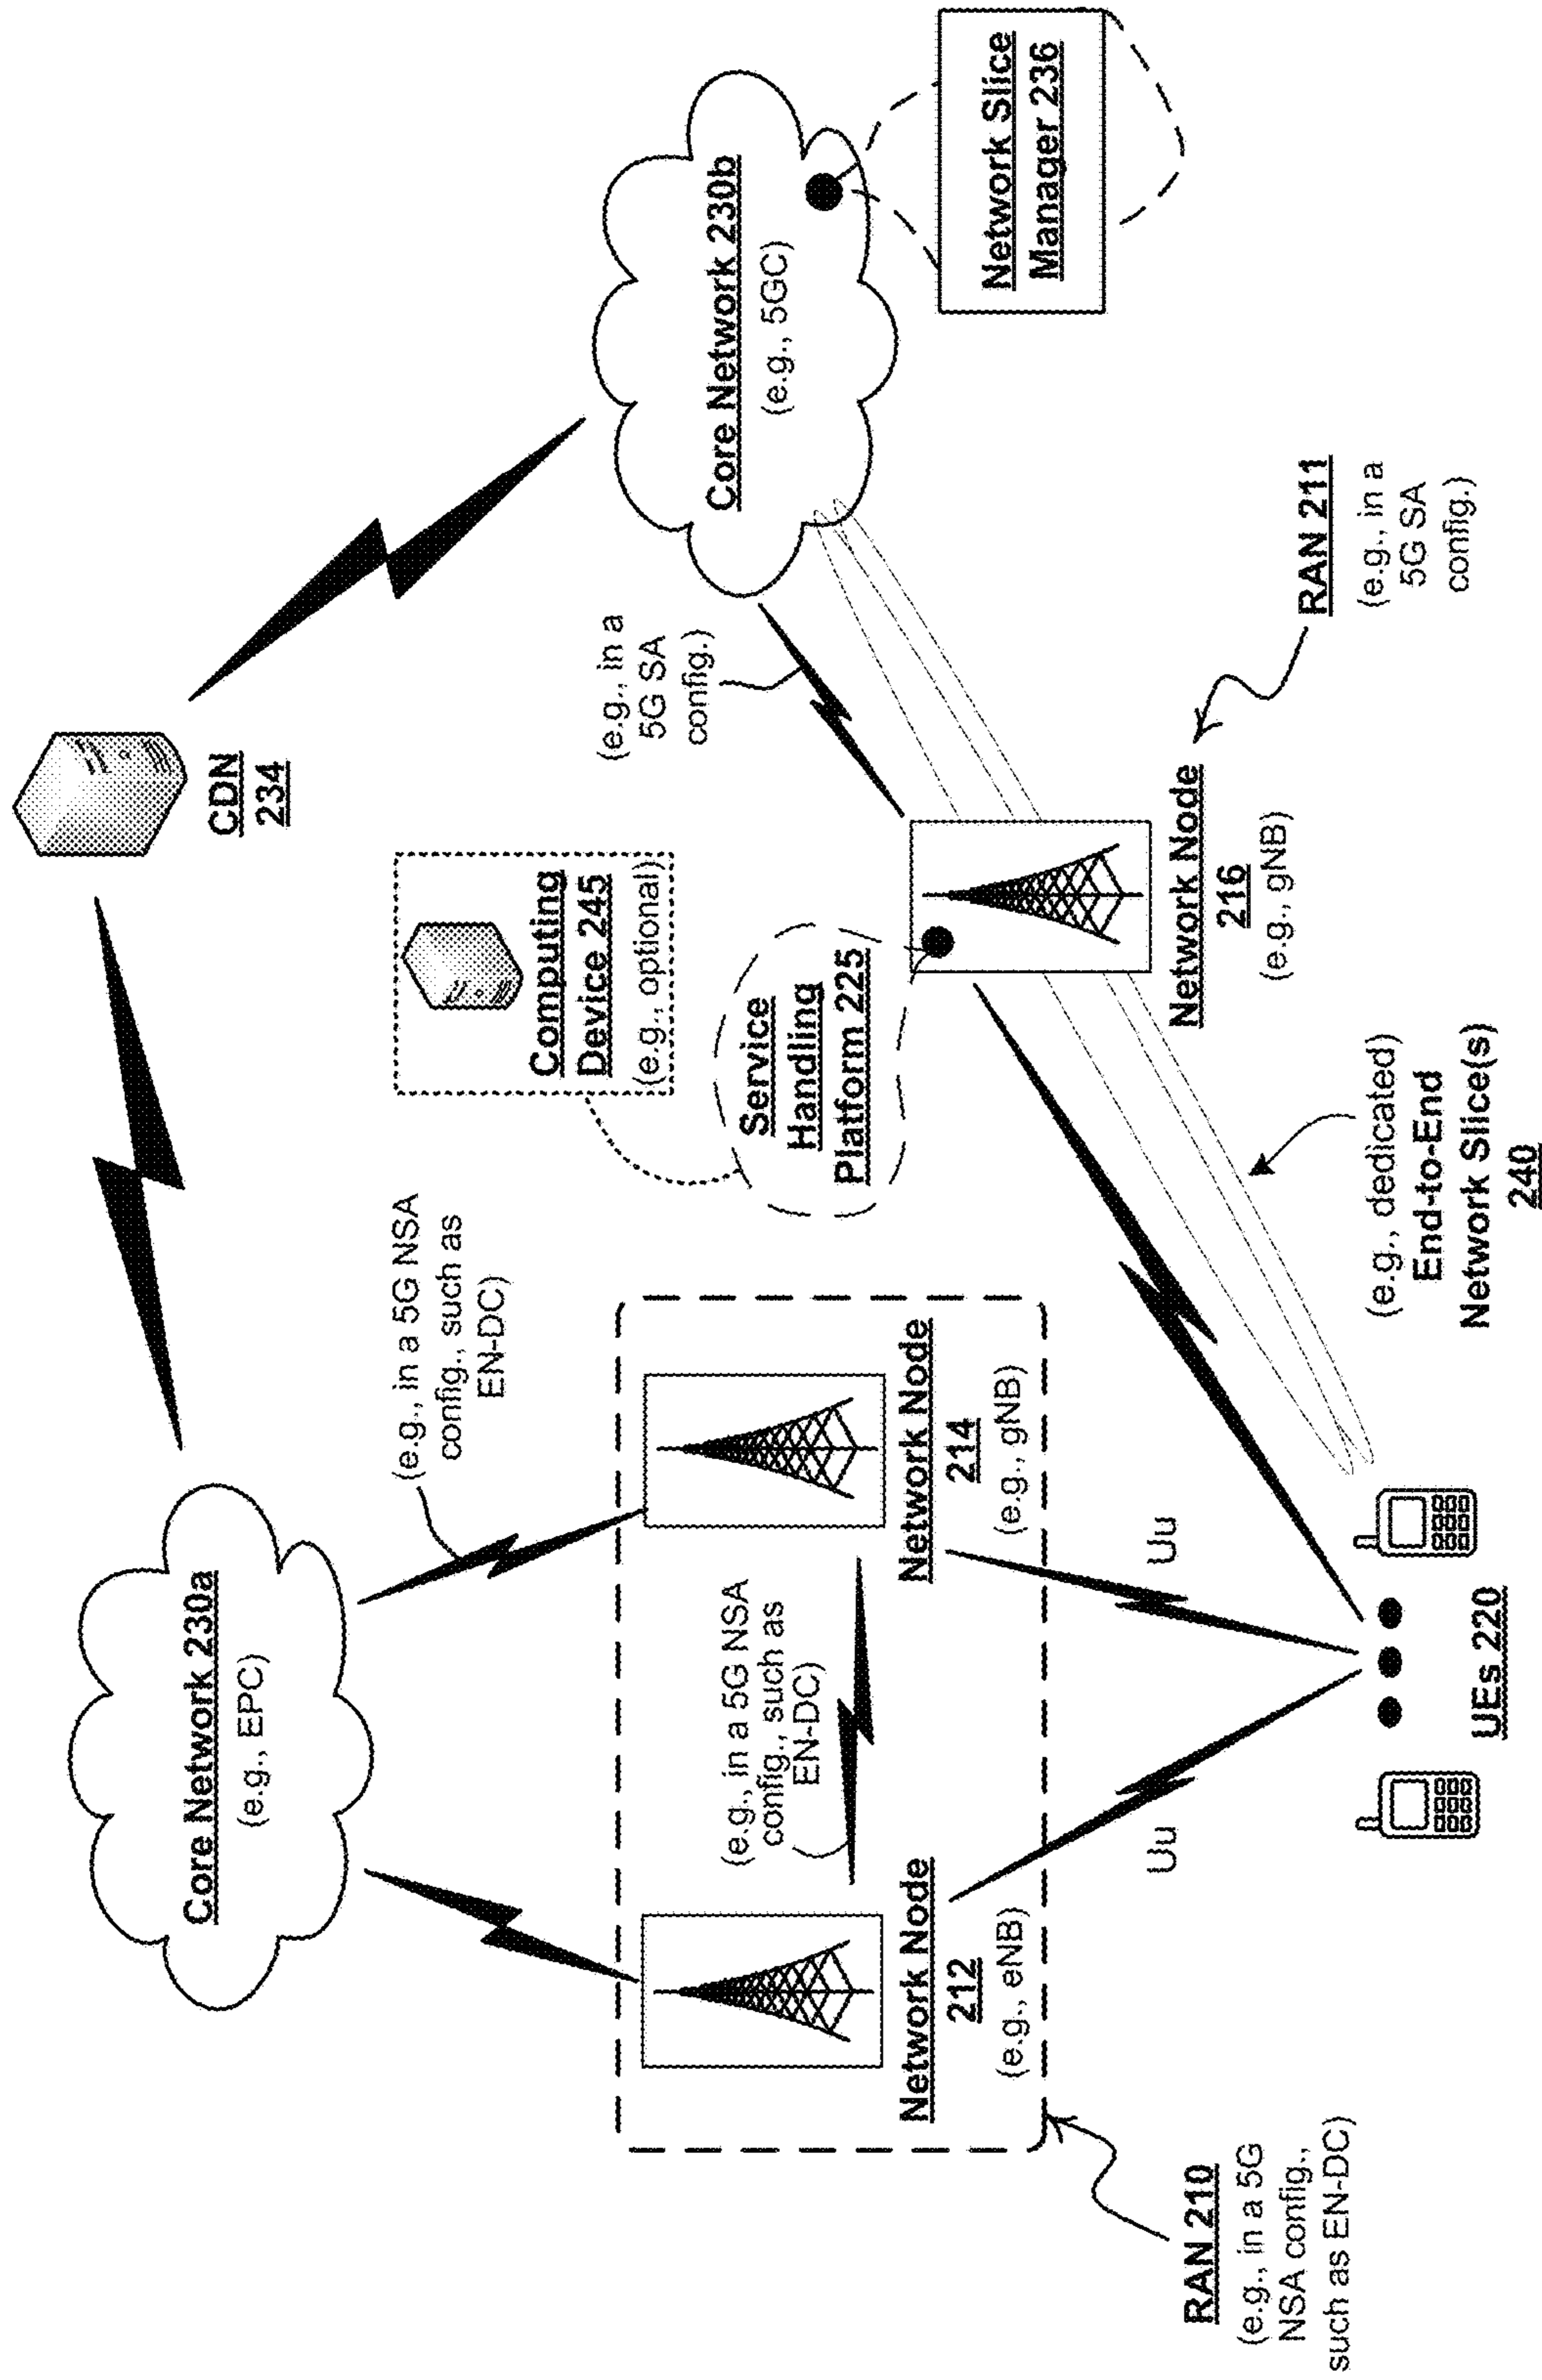 CDN
234
Core Network 230a
(e.g., EPC)
Core Network 230b
(e.g., 5GC)
(e.g., in a 5G NSA
config., such as
EN-DC)
Computing
Device 245
(e.g., optional)
(e.g., in a
5G SA
config.)
Service
Handling
Platform 225
Network Slice
Manager 236
(e.g., in a 5G NSA
config., such as
EN-DC)
Network Node
212
(e.g., eNB)
Network Node
214
(e.g., gNB)
Network Node
216
(e.g., gNB)
RAN 211
(e.g., in a
5G SA
config.)
RAN 210
(e.g., in a 5G
NSA config.,
such as EN-DC)
Uu
Uu
(e.g., dedicated)
End-to-End
Network Slice(s)
240
UEs 220